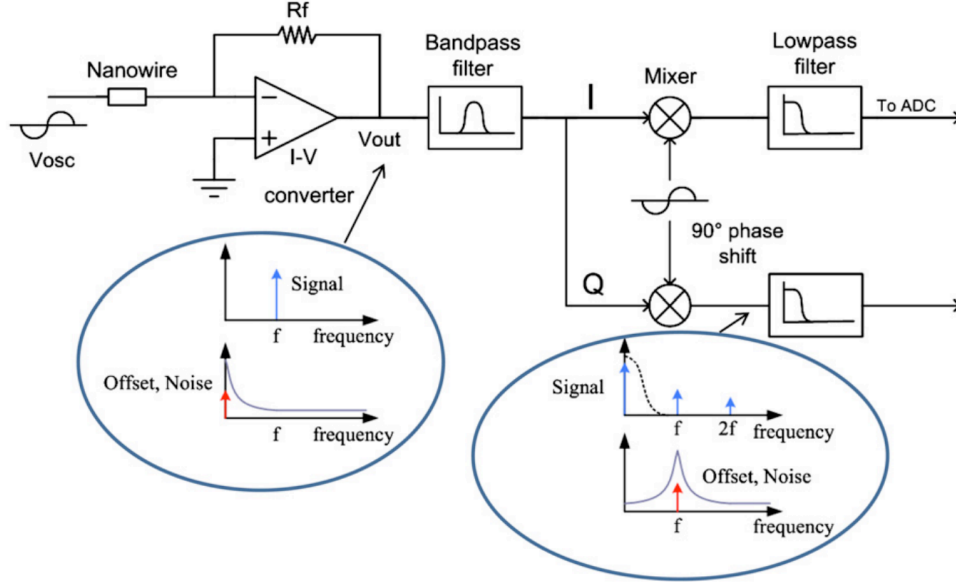 Rf
Nanowire
Vosc
I-V
converter
Vout
Bandpass
filter
I
Mixer
Lowpass
filter
To ADC
90° phase
shift
Q
Signal
f
frequency
Offset, Noise
f
frequency
Signal
f
2f
frequency
Offset, Noise
f
frequency